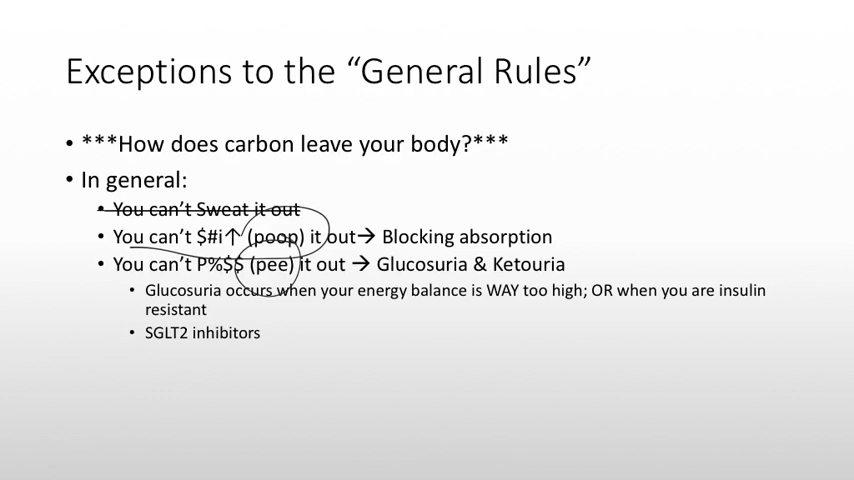 Exceptions to the “General Rules”
• ***How does carbon leave your body?***
• In general:
• You can’t Sweat it out
• You can’t $#i↑ (poop) it out→ Blocking absorption
• You can’t P%$$ (pee) it out → Glucosuria & Ketouria
• Glucosuria occurs when your energy balance is WAY too high; OR when you are insulin
resistant
• SGLT2 inhibitors